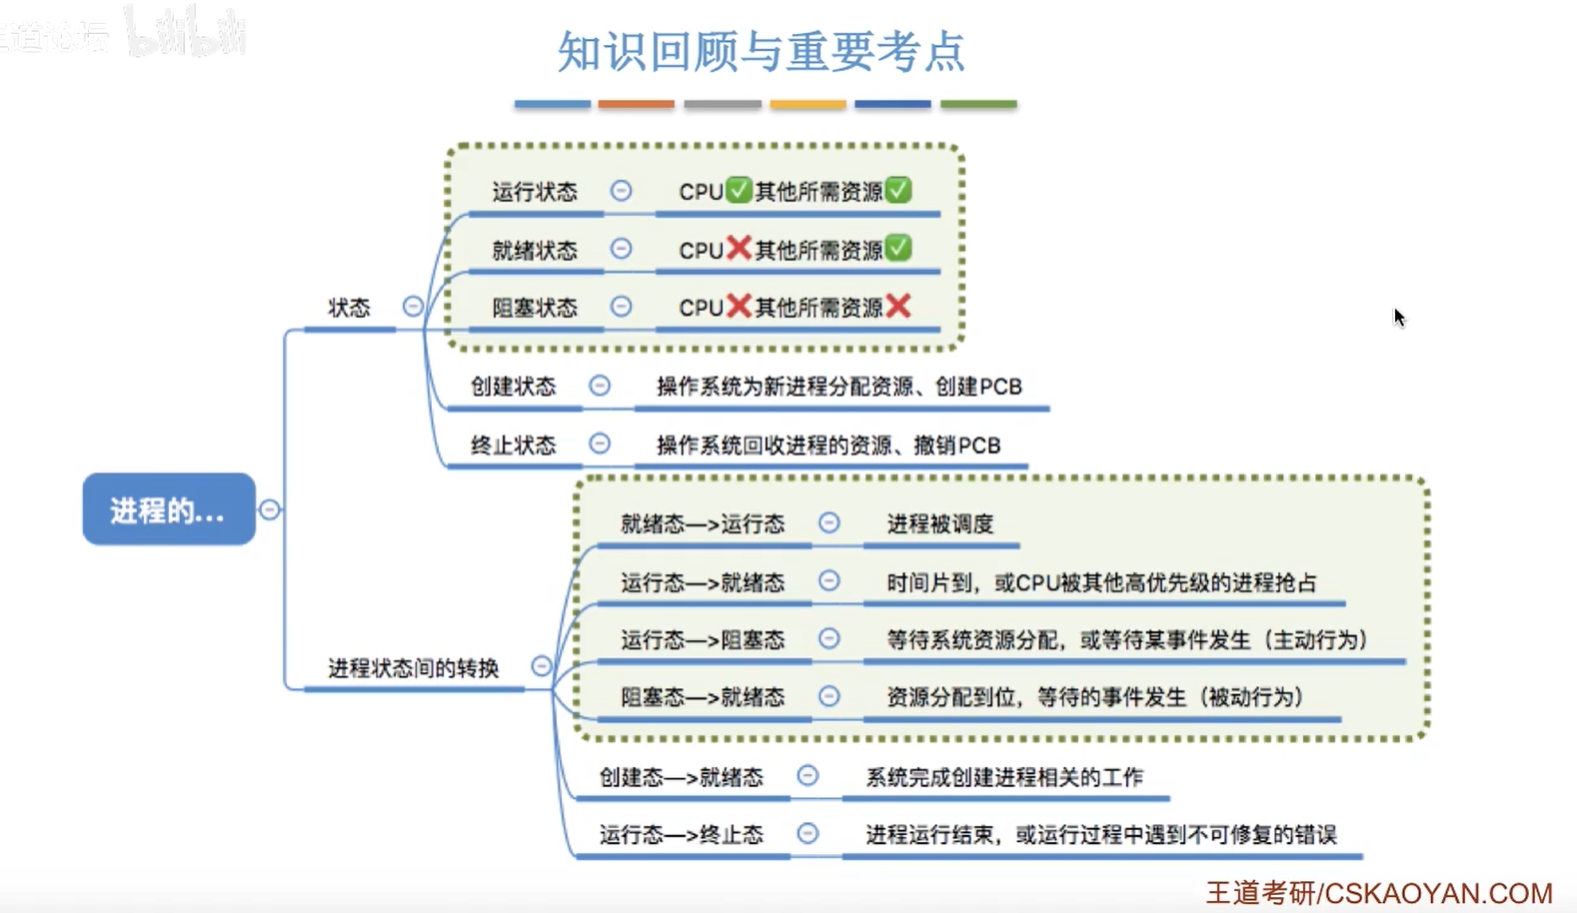 王道论坛 bilibili
知识回顾与重要考点
运行状态 CPU✅其他所需资源✅
就绪状态 CPU❌其他所需资源✅
阻塞状态 CPU❌其他所需资源❌
状态
创建状态 操作系统为新进程分配资源、创建PCB
终止状态 操作系统回收进程的资源、撤销PCB
进程的...
就绪态—>运行态 进程被调度
运行态—>就绪态 时间片到，或CPU被其他高优先级的进程抢占
运行态—>阻塞态 等待系统资源分配，或等待某事件发生（主动行为）
进程状态间的转换
阻塞态—>就绪态 资源分配到位，等待的事件发生（被动行为）
创建态—>就绪态 系统完成创建进程相关的工作
运行态—>终止态 进程运行结束，或运行过程中遇到不可修复的错误
王道考研/CSKAOYAN.COM